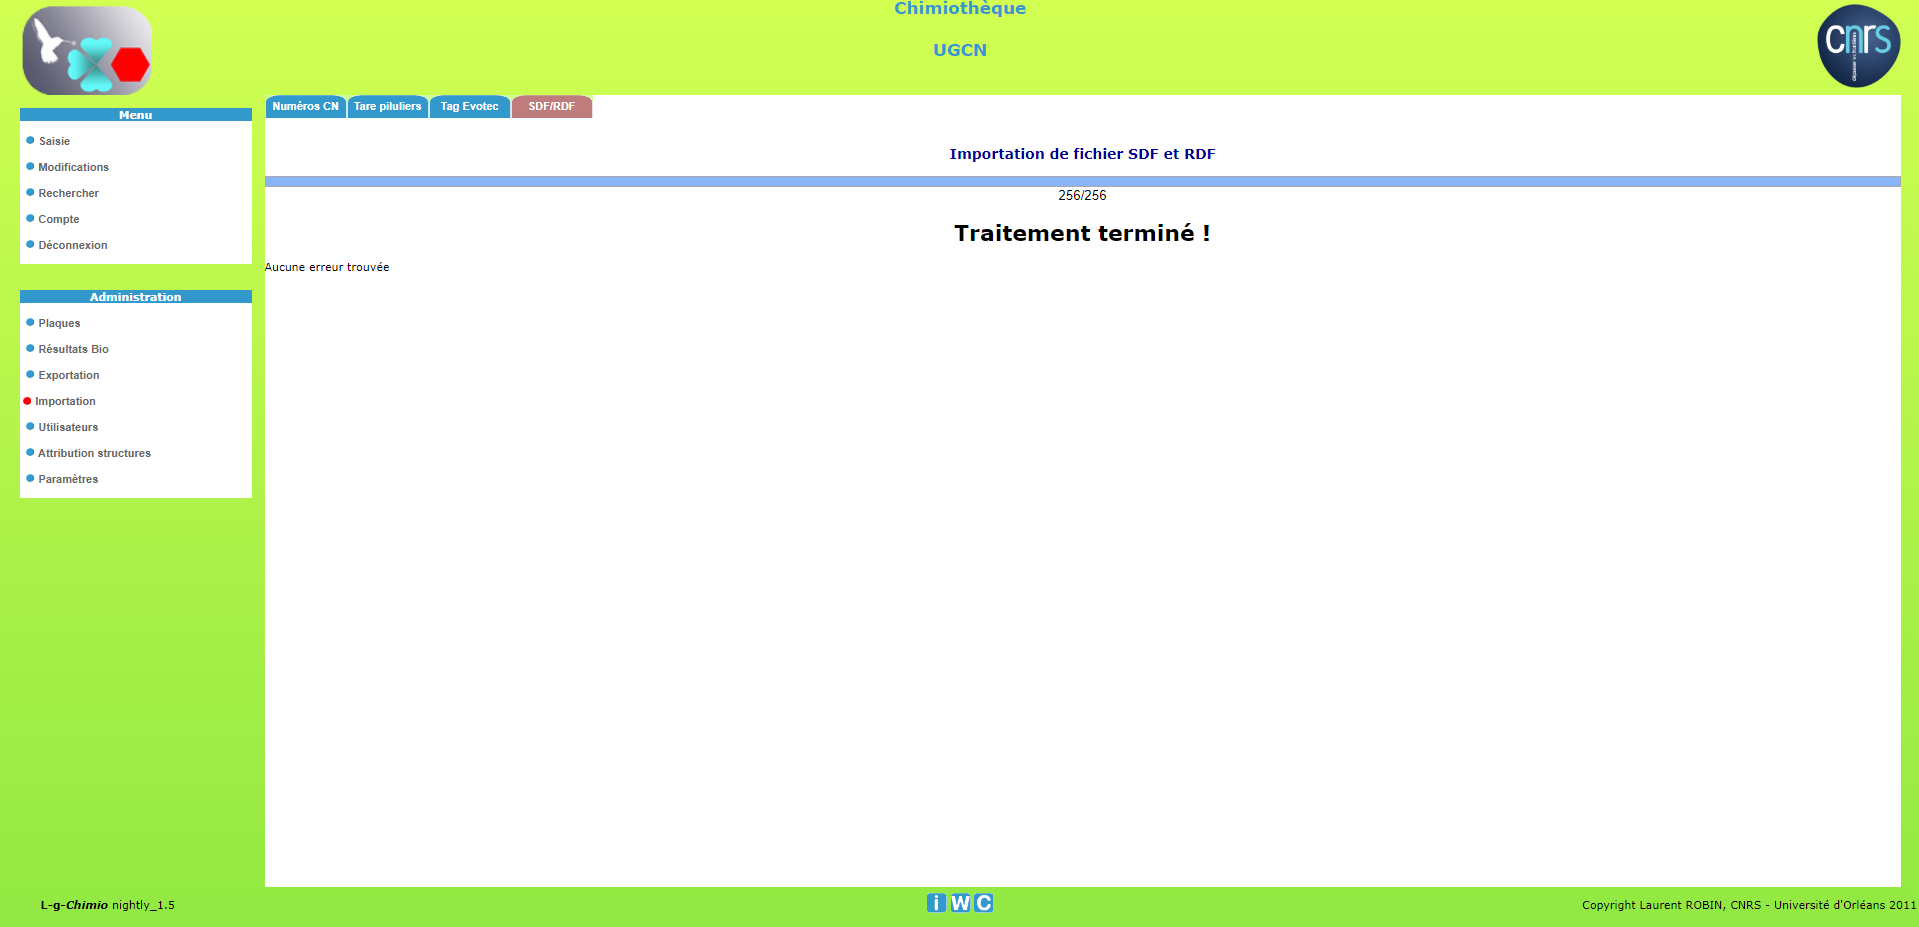 Chimiothèque
UGCN
cnrs
Numéros CN
Tare piluliers
Tag Evotec
SDF/RDF
Menu
Saisie
Modifications
Rechercher
Compte
Déconnexion
Administration
Plaques
Résultats Bio
Exportation
Importation
Utilisateurs
Attribution structures
Paramètres
Importation de fichier SDF et RDF
256/256
Traitement terminé !
Aucune erreur trouvée
L-g-Chimio nightly_1.5
i W C
Copyright Laurent ROBIN, CNRS - Université d'Orléans 2011